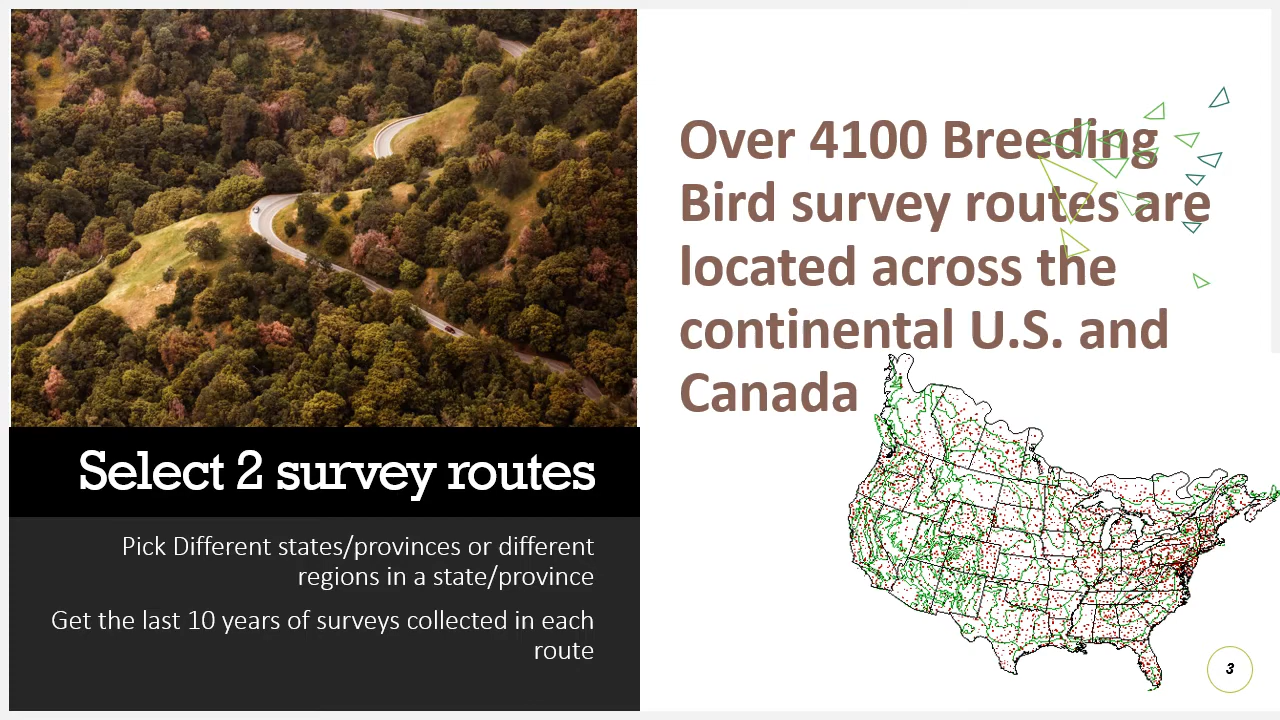 Over 4100 Breeding
Bird survey routes are
located across the
continental U.S. and
Canada
Select 2 survey routes
Pick Different states/provinces or different
regions in a state/province
Get the last 10 years of surveys collected in each
route
3